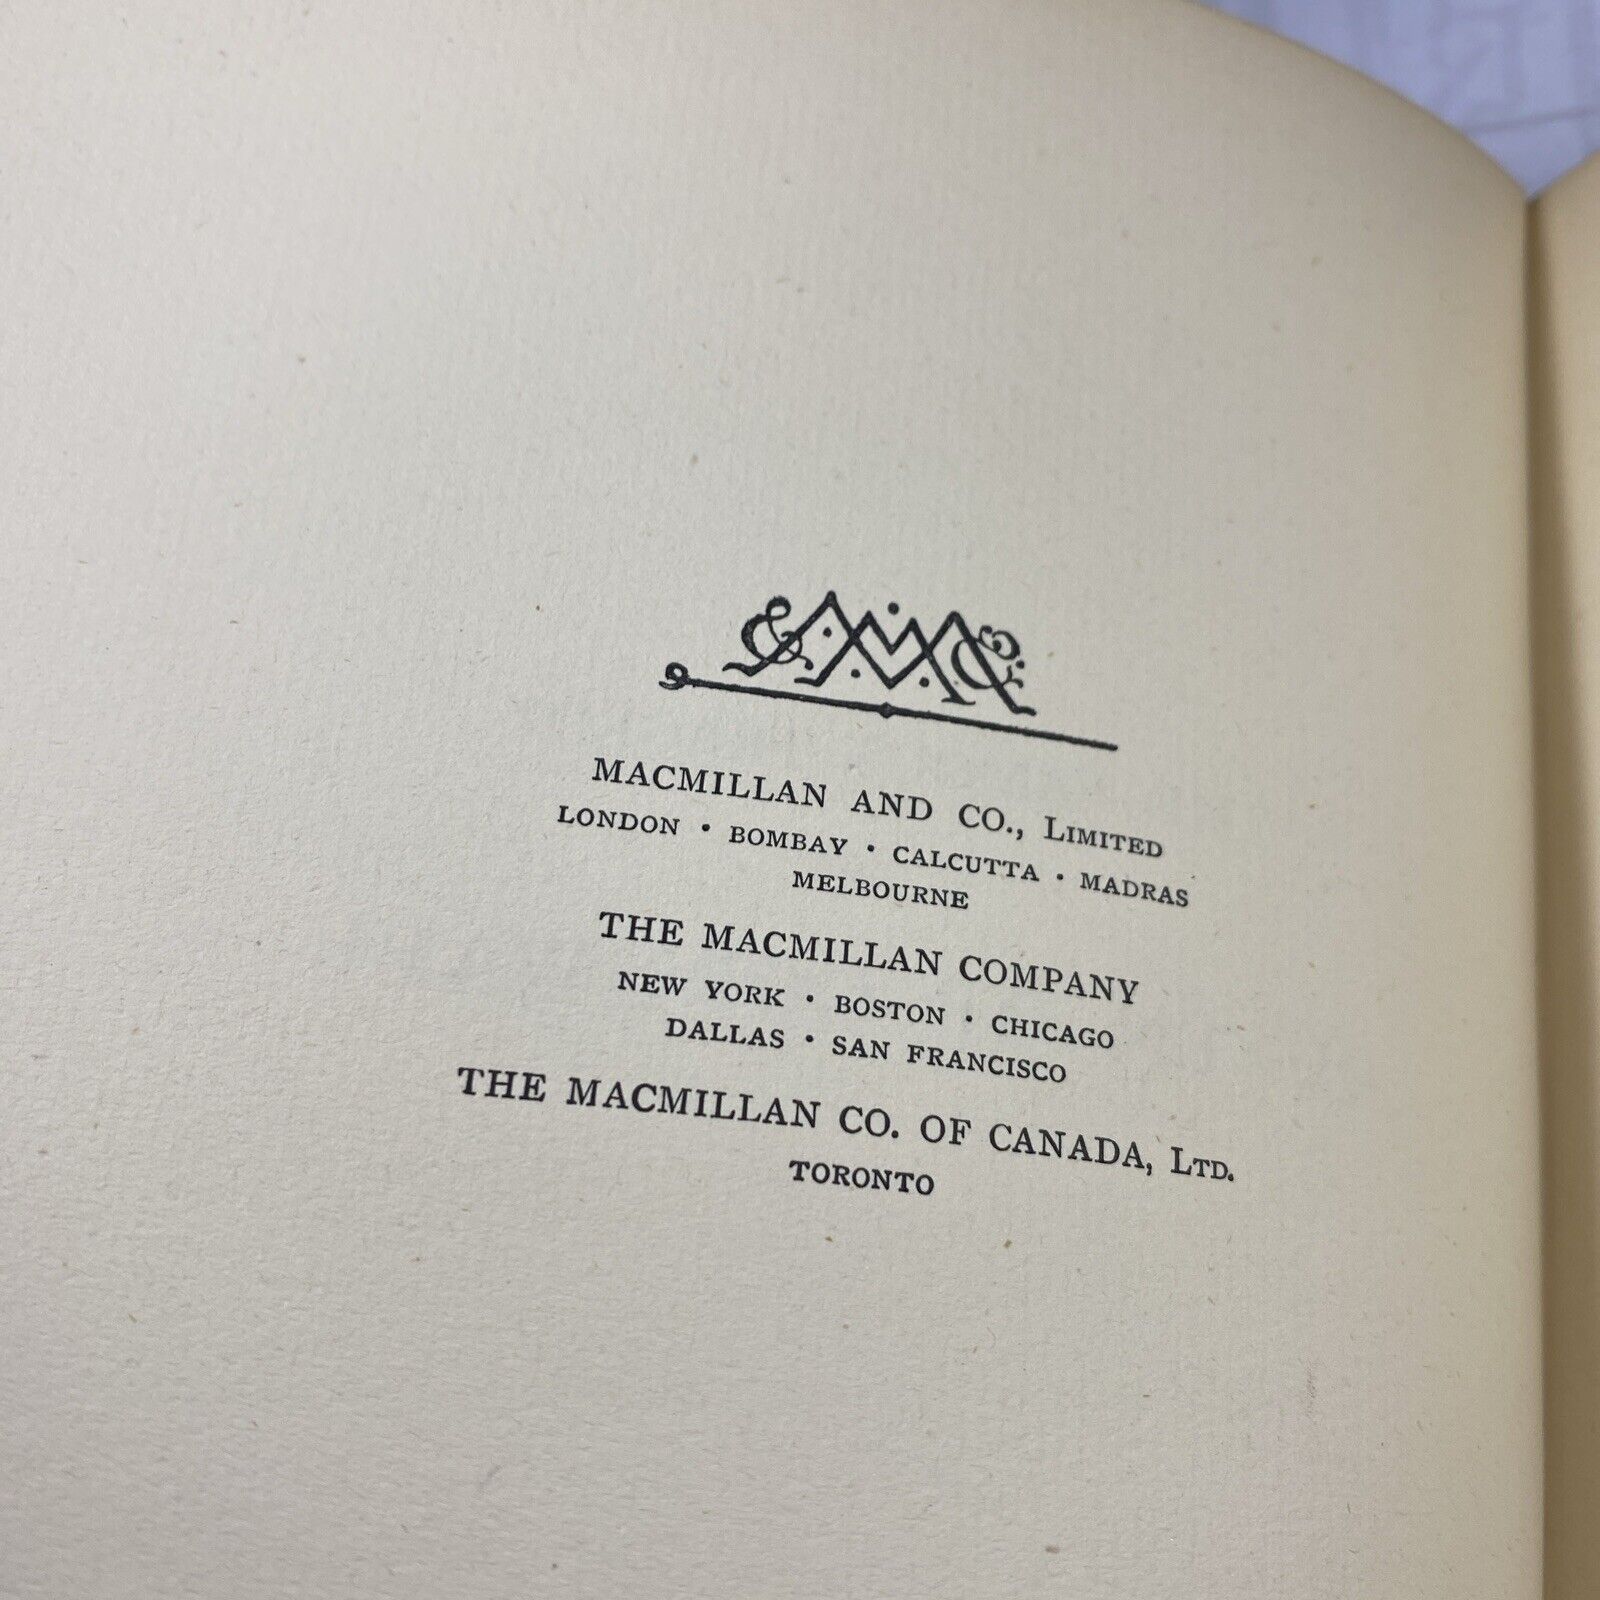 MACMILLAN AND CO., LIMITED
LONDON • BOMBAY • CALCUTTA • MADRAS
MELBOURNE
THE MACMILLAN COMPANY
NEW YORK • BOSTON • CHICAGO
DALLAS • SAN FRANCISCO
THE MACMILLAN CO. OF CANADA, LTD.
TORONTO